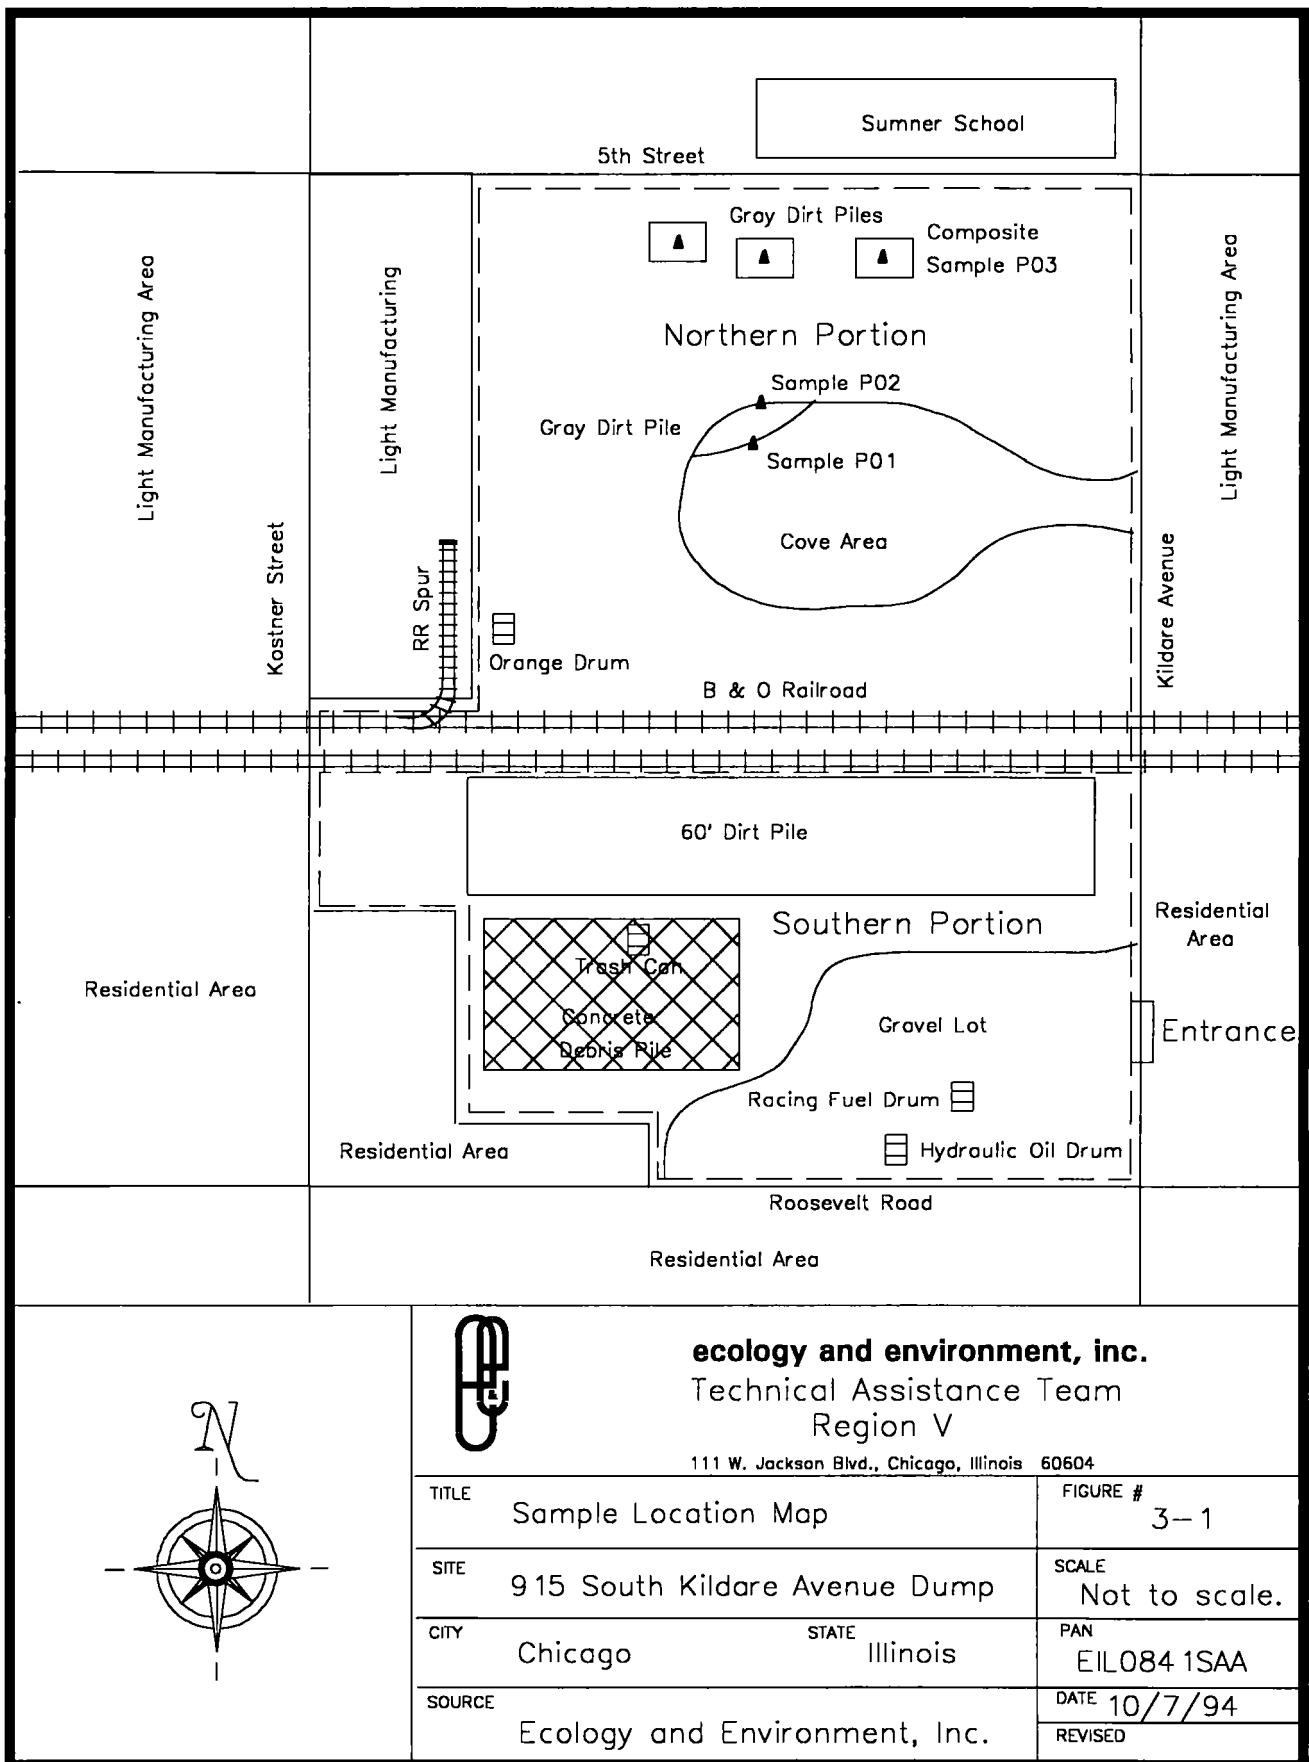 Sumner School
5th Street
Gray Dirt Piles
Composite
Sample P03
Light Manufacturing Area
Light Manufacturing
Light Manufacturing Area
Northern Portion
Sample P02
Gray Dirt Pile
Sample P01
Cove Area
Kostner Street
RR Spur
Kildare Avenue
Orange Drum
B & O Railroad
60' Dirt Pile
Southern Portion
Residential
Area
Trash Can
Residential Area
Concrete
Debris Pile
Gravel Lot
Entrance
Racing Fuel Drum
Residential Area
Hydraulic Oil Drum
Roosevelt Road
Residential Area
N
ecology and environment, inc.
Technical Assistance Team
Region V
111 W. Jackson Blvd., Chicago, Illinois 60604
TITLE Sample Location Map
FIGURE # 3-1
SITE 915 South Kildare Avenue Dump
SCALE Not to scale.
CITY Chicago STATE Illinois
PAN EIL0841SAA
SOURCE Ecology and Environment, Inc.
DATE 10/7/94
REVISED